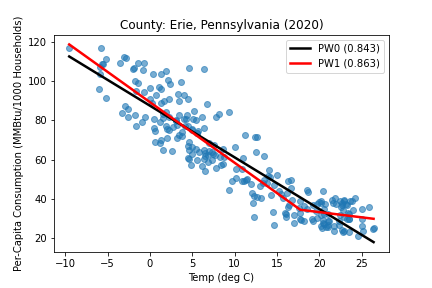 County: Erie, Pennsylvania (2020)
Per-Capita Consumption (MMBtu/1000 Households)
120
100
80
60
40
20
PW0 (0.843)
PW1 (0.863)
−10 −5 0 5 10 15 20 25
Temp (deg C)